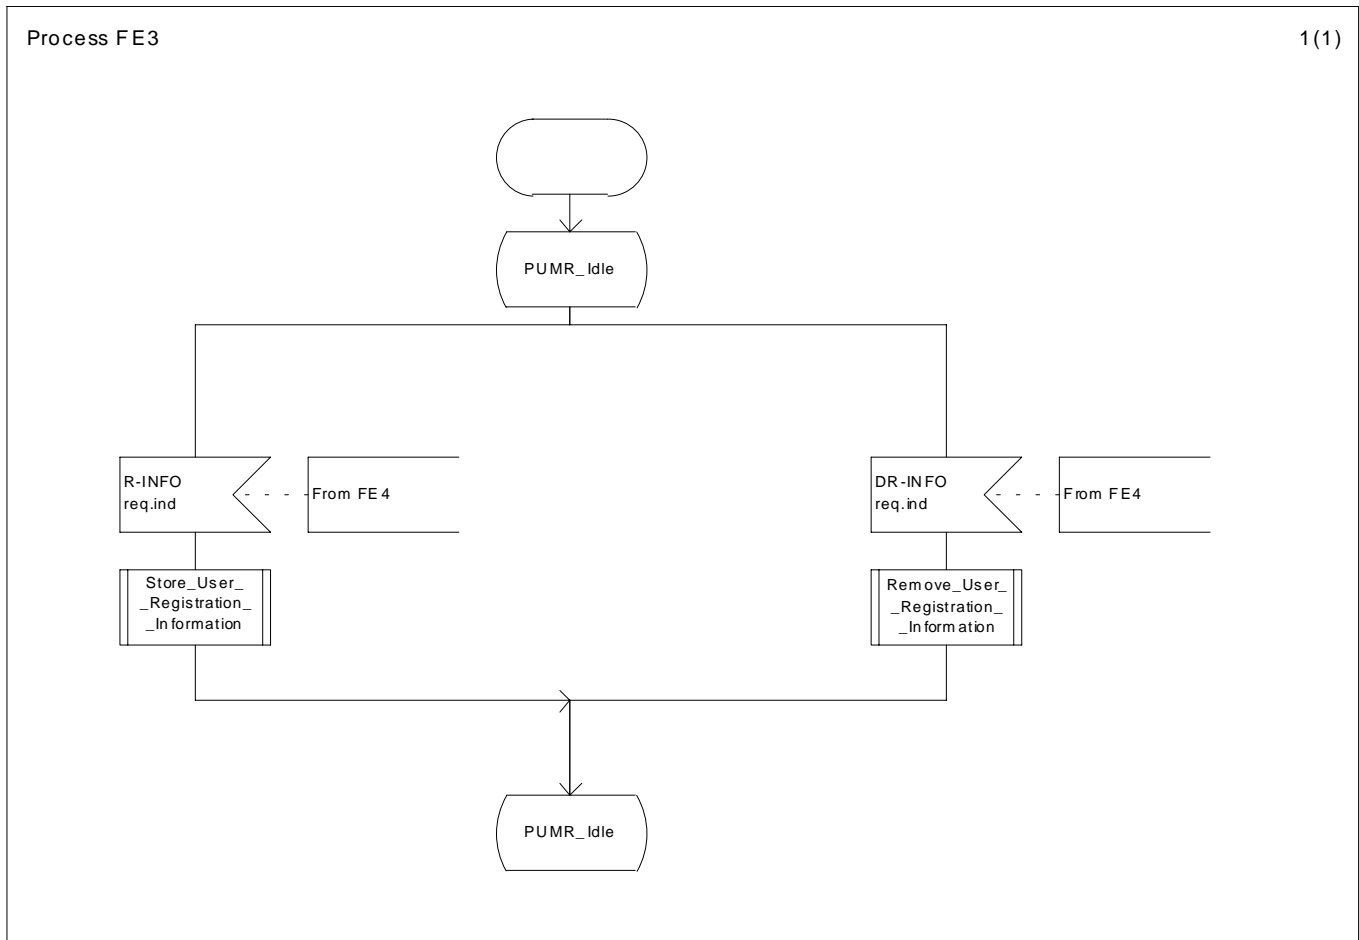 Process FE3
1(1)
PUMR_Idle
R-INFO
req.ind
From FE4
DR-INFO
req.ind
From FE4
Store_User_
_Registration_
_Information
Remove_User_
_Registration_
_Information
PUMR_Idle